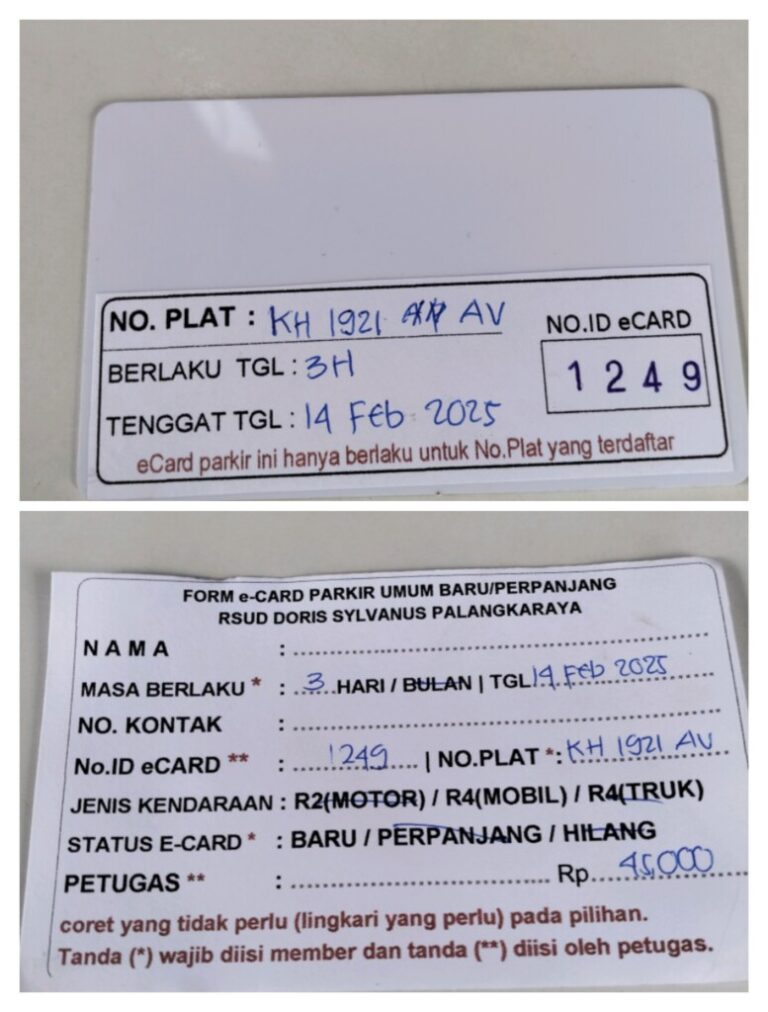 NO. PLAT : KH 1921 AV
NO.ID eCARD
BERLAKU TGL : 3H
1249
TENGGAT TGL : 14 Feb 2025
eCard parkir ini hanya berlaku untuk No.Plat yang terdaftar
FORM e-CARD PARKIR UMUM BARU/PERPANJANG
RSUD DORIS SYLVANUS PALANGKARAYA
NAMA :
MASA BERLAKU * : 3 HARI / BULAN | TGL 14 Feb 2025
NO. KONTAK :
No.ID eCARD ** : 1249 | NO.PLAT *: KH 1921 AV
JENIS KENDARAAN : R2(MOTOR) / R4(MOBIL) / R4(TRUK)
STATUS E-CARD * : BARU / PERPANJANG / HILANG
PETUGAS ** : Rp. 45,000
coret yang tidak perlu (lingkari yang perlu) pada pilihan.
Tanda (*) wajib diisi member dan tanda (**) diisi oleh petugas.